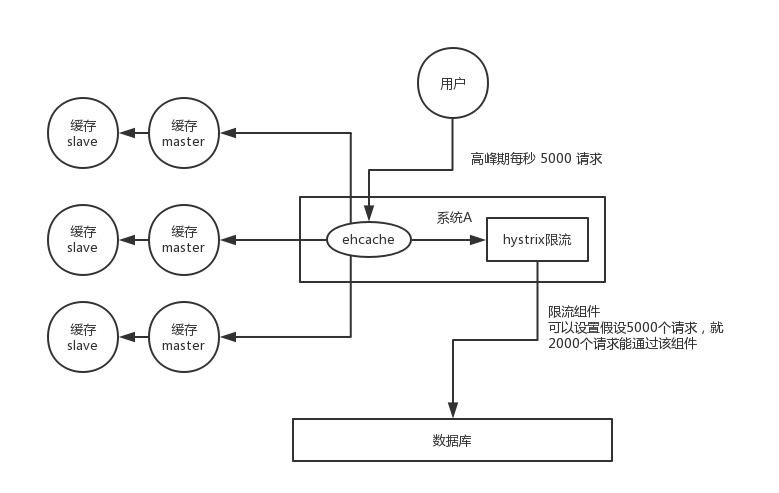 用户
高峰期每秒 5000 请求
缓存
slave
缓存
master
系统A
缓存
slave
缓存
master
ehcache
hystrix限流
限流组件
可以设置假设5000个请求，就
2000个请求能通过该组件
缓存
slave
缓存
master
数据库